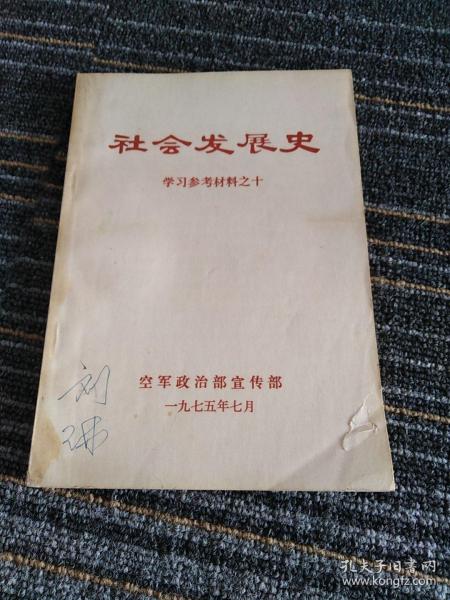 社会发展史
学习参考材料之十
空军政治部宣传部
一九七五年七月
刘
孔夫子旧书网
www.kongfz.com